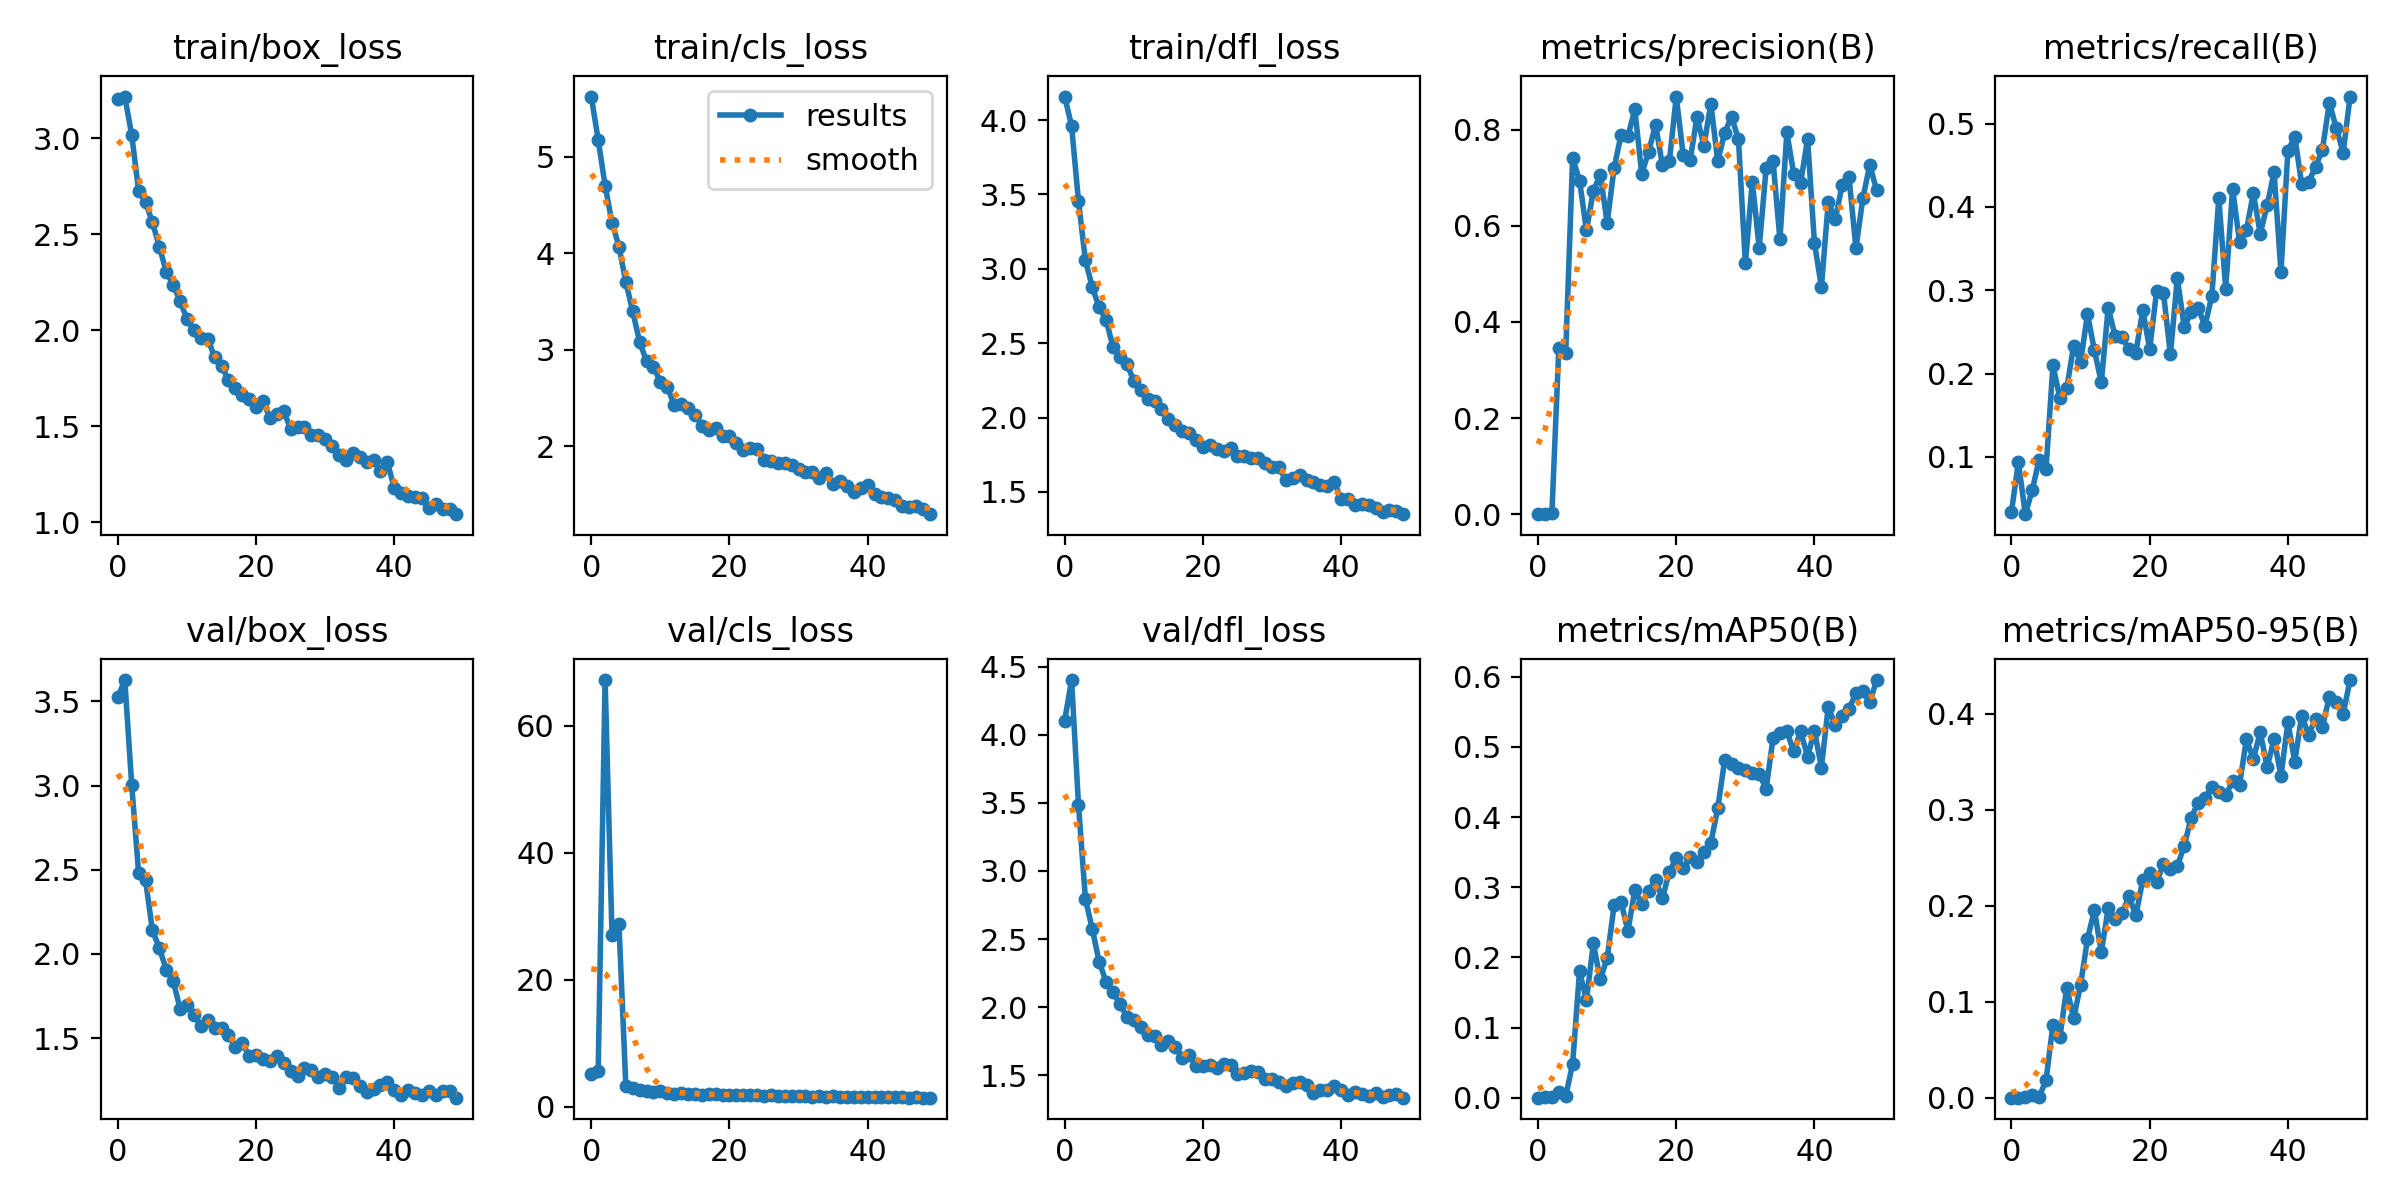 train/box_loss
3.0
2.5
2.0
1.5
1.0
0 20 40
train/cls_loss
results
smooth
5
4
3
2
0 20 40
train/dfl_loss
4.0
3.5
3.0
2.5
2.0
1.5
0 20 40
metrics/precision(B)
0.8
0.6
0.4
0.2
0.0
0 20 40
metrics/recall(B)
0.5
0.4
0.3
0.2
0.1
0 20 40
val/box_loss
3.5
3.0
2.5
2.0
1.5
0 20 40
val/cls_loss
60
40
20
0
0 20 40
val/dfl_loss
4.5
4.0
3.5
3.0
2.5
2.0
1.5
0 20 40
metrics/mAP50(B)
0.6
0.5
0.4
0.3
0.2
0.1
0.0
0 20 40
metrics/mAP50-95(B)
0.4
0.3
0.2
0.1
0.0
0 20 40